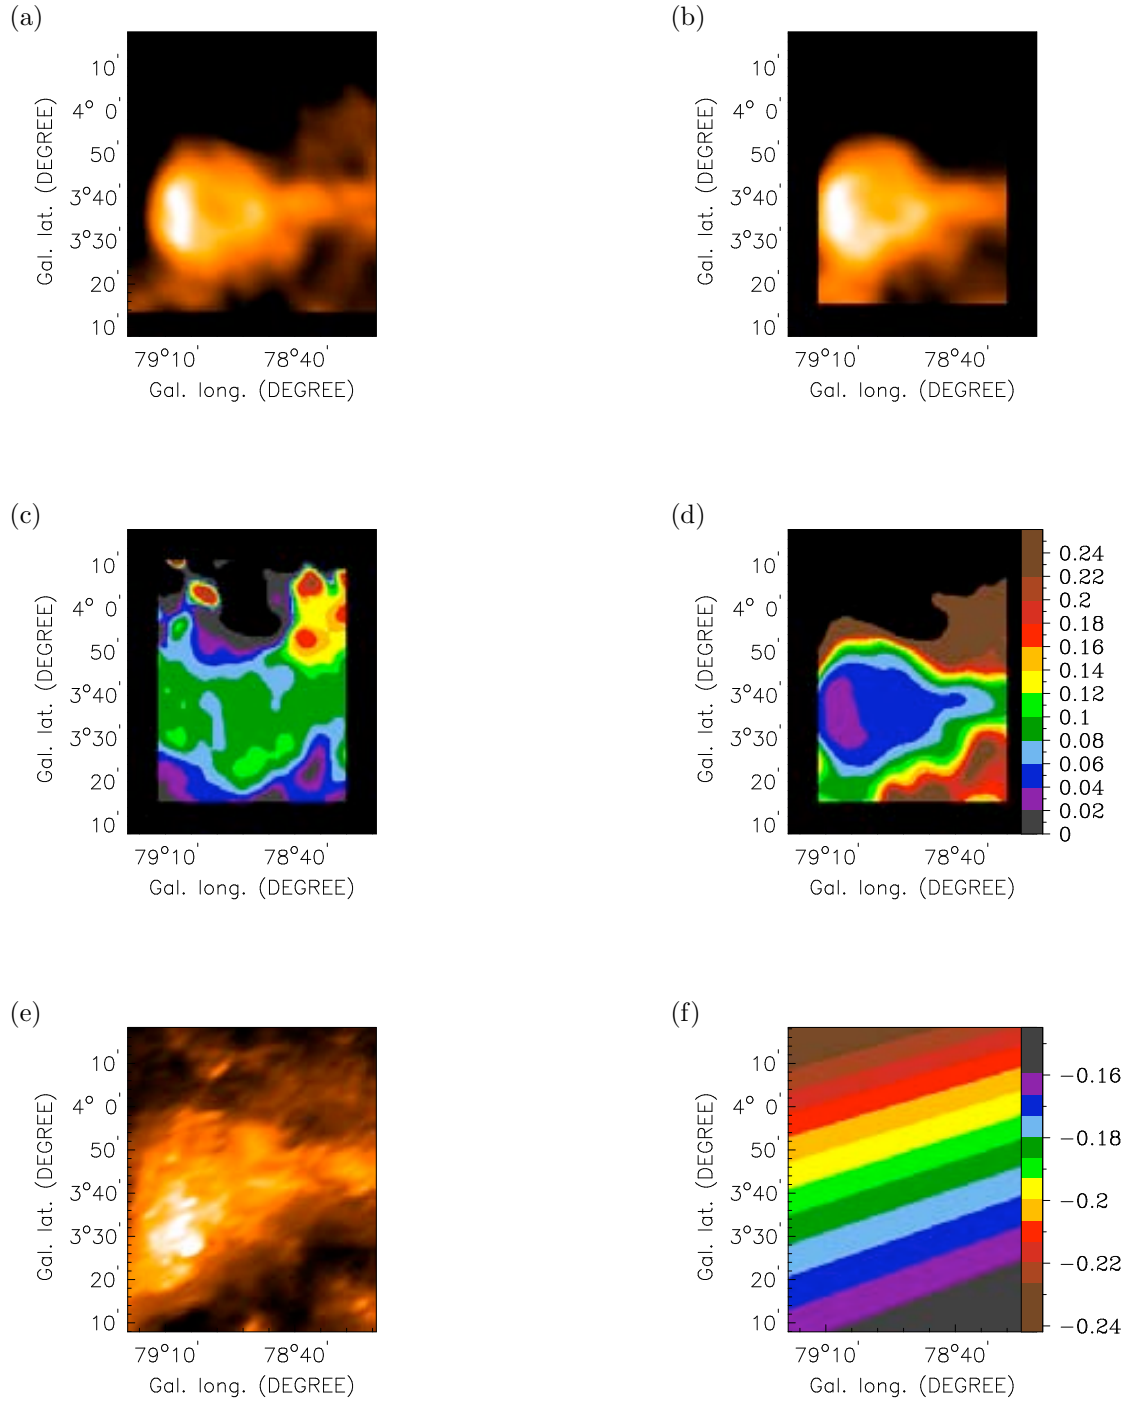 (a) (b)
10' 10'
4° 0' 4° 0'
50' 50'
3°40' 3°40'
3°30' 3°30'
20' 20'
10' 10'
Gal. lat. (DEGREE) Gal. lat. (DEGREE)
79°10' 78°40' 79°10' 78°40'
Gal. long. (DEGREE) Gal. long. (DEGREE)
(c) (d)
10' 10' 0.24
0.22
4° 0' 4° 0' 0.2
0.18
50' 50' 0.16
0.14
3°40' 3°40' 0.12
0.1
3°30' 3°30' 0.08
0.06
20' 20' 0.04
0.02
10' 10' 0
Gal. lat. (DEGREE) Gal. lat. (DEGREE)
79°10' 78°40' 79°10' 78°40'
Gal. long. (DEGREE) Gal. long. (DEGREE)
(e) (f)
10' 10' −0.16
4° 0' 4° 0'
50' 50' −0.18
3°40' 3°40' −0.2
3°30' 3°30'
20' 20' −0.22
10' 10' −0.24
Gal. lat. (DEGREE) Gal. lat. (DEGREE)
79°10' 78°40' 79°10' 78°40'
Gal. long. (DEGREE) Gal. long. (DEGREE)